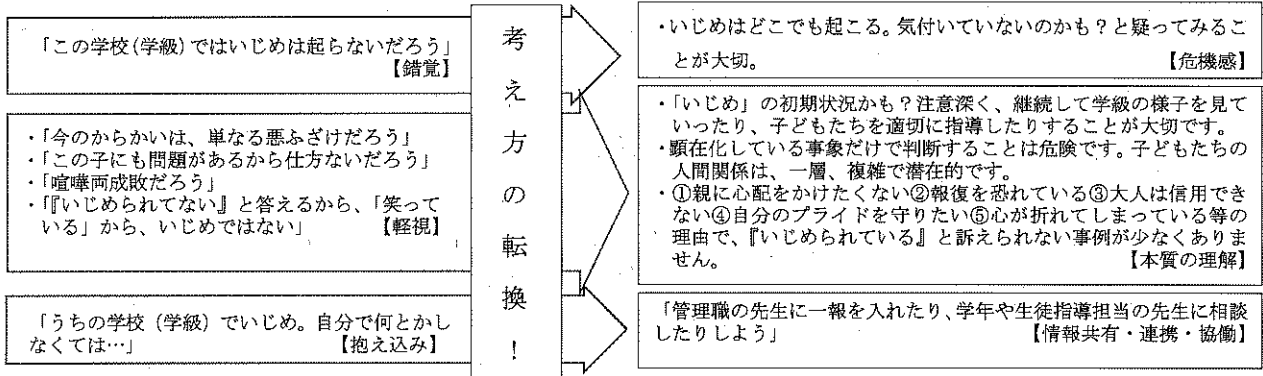 「この学校(学級)ではいじめは起らないだろう」
【錯覚】
・「今のからかいは、単なる悪ふざけだろう」
・「この子にも問題があるから仕方ないだろう」
・「喧嘩両成敗だろう」
・「『いじめられてない』と答えるから、「笑って
いる」から、いじめではない」 【軽視】
「うちの学校（学級）でいじめ。自分で何とかし
なくては…」 【抱え込み】
考え方の転換！
・いじめはどこでも起こる。気付いていないのかも？と疑ってみるこ
とが大切。 【危機感】
・「いじめ」の初期状況かも？注意深く、継続して学級の様子を見て
いったり、子どもたちを適切に指導したりすることが大切です。
・顕在化している事象だけで判断することは危険です。子どもたちの
人間関係は、一層、複雑で潜在的です。
・①親に心配をかけたくない②報復を恐れている③大人は信用でき
ない④自分のプライドを守りたい⑤心が折れてしまっている等の
理由で、『いじめられている』と訴えられない事例が少なくありま
せん。 【本質の理解】
「管理職の先生に一報を入れたり、学年や生徒指導担当の先生に相談
したりしよう」 【情報共有・連携・協働】